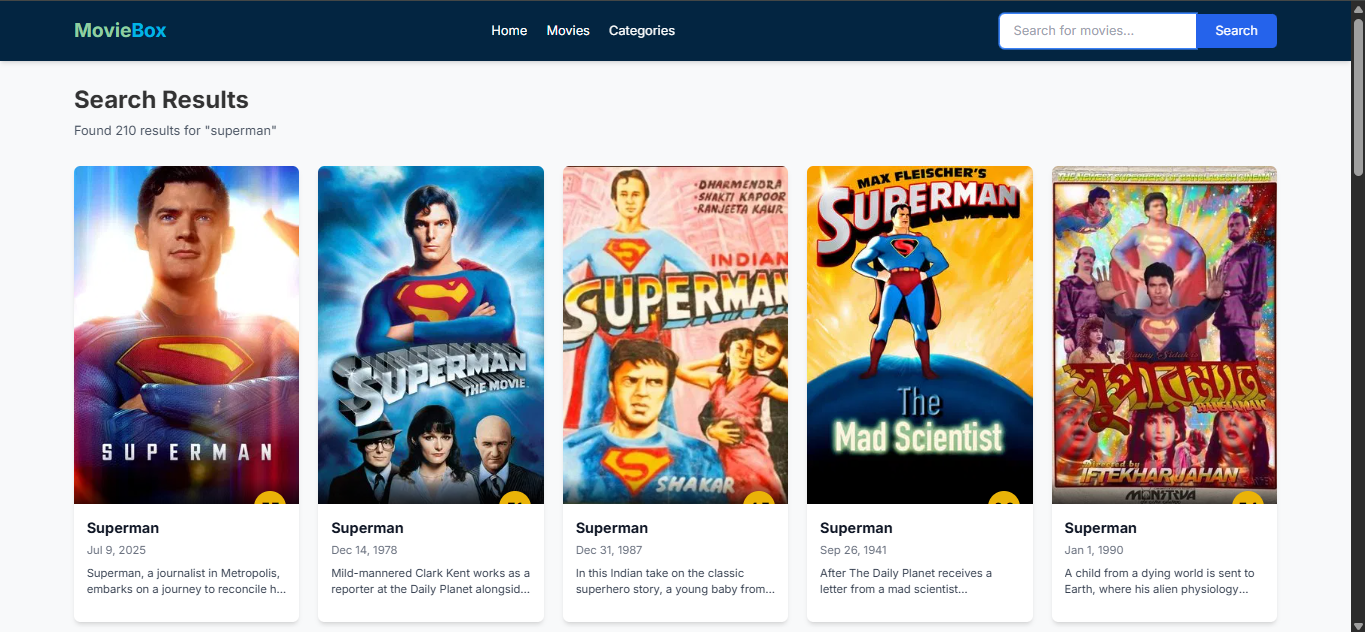 MovieBox
Home
Movies
Categories
Search for movies...
Search
Search Results
Found 210 results for "superman"
SUPERMAN
SUPERMAN
THE MOVIE
•DHARMENDRA
•SHAKTI KAPOOR
•RANJEETA KAUR
INDIAN
SUPERMAN
SHAKAR
MAX FLEISCHER'S
SUPERMAN
The
Mad Scientist
সুপারম্যান
Directed by
IFTEKHAR JAHAN
Superman
Jul 9, 2025
Superman, a journalist in Metropolis,
embarks on a journey to reconcile h...
Superman
Dec 14, 1978
Mild-mannered Clark Kent works as a
reporter at the Daily Planet alongsid...
Superman
Dec 31, 1987
In this Indian take on the classic
superhero story, a young baby from...
Superman
Sep 26, 1941
After The Daily Planet receives a
letter from a mad scientist...
Superman
Jan 1, 1990
A child from a dying world is sent to
Earth, where his alien physiology...